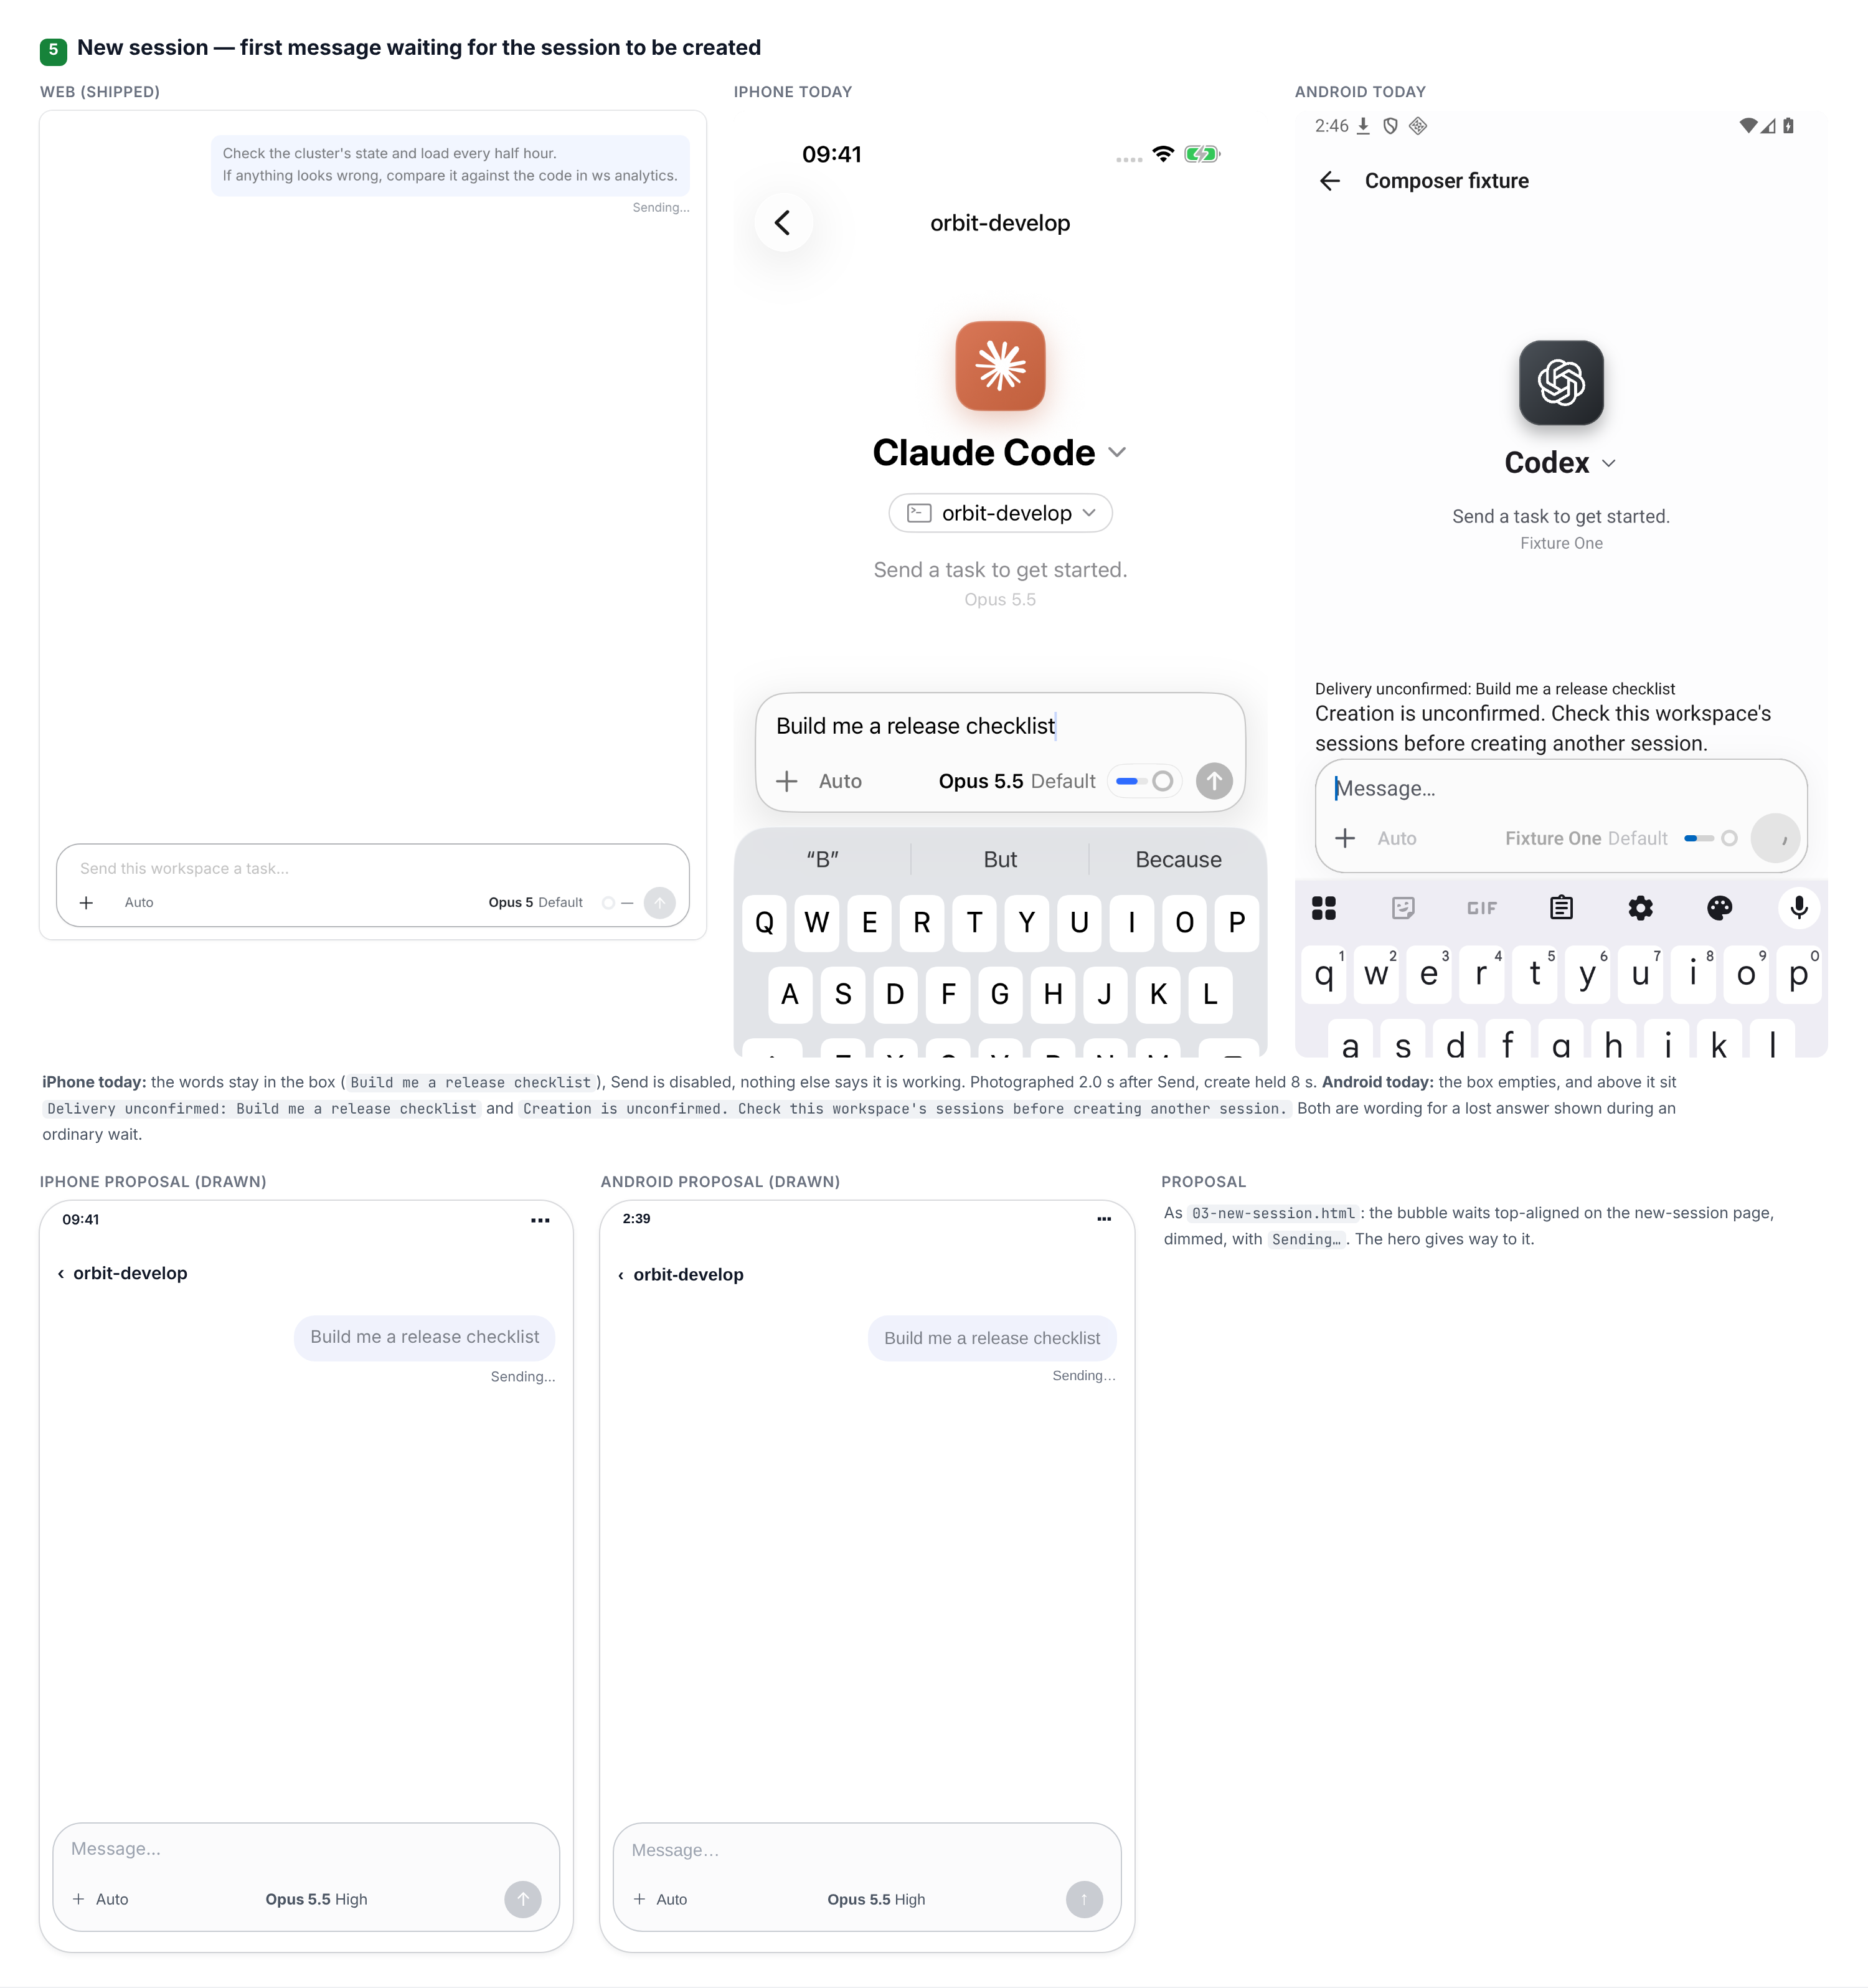 5 New session — first message waiting for the session to be created
WEB (SHIPPED)
Check the cluster's state and load every half hour.
If anything looks wrong, compare it against the code in ws analytics.
Sending...
Send this workspace a task...
Auto
Opus 5 Default
IPHONE TODAY
09:41
orbit-develop
Claude Code
orbit-develop
Send a task to get started.
Opus 5.5
Build me a release checklist
Auto
Opus 5.5 Default
“B”
But
Because
Q W E R T Y U I O P
A S D F G H J K L
ANDROID TODAY
2:46
Composer fixture
Codex
Send a task to get started.
Fixture One
Delivery unconfirmed: Build me a release checklist
Creation is unconfirmed. Check this workspace's
sessions before creating another session.
Message…
Auto
Fixture One Default
GIF
q1 w2 e3 r4 t5 y6 u7 i8 o9 p0
a s d f g h j k l
iPhone today: the words stay in the box ( Build me a release checklist ), Send is disabled, nothing else says it is working. Photographed 2.0 s after Send, create held 8 s. Android today: the box empties, and above it sit
Delivery unconfirmed: Build me a release checklist and Creation is unconfirmed. Check this workspace's sessions before creating another session. Both are wording for a lost answer shown during an
ordinary wait.
IPHONE PROPOSAL (DRAWN)
09:41
‹ orbit-develop
Build me a release checklist
Sending...
Message...
+ Auto
Opus 5.5 High
ANDROID PROPOSAL (DRAWN)
2:39
‹ orbit-develop
Build me a release checklist
Sending…
Message…
+ Auto
Opus 5.5 High
PROPOSAL
As 03-new-session.html : the bubble waits top-aligned on the new-session page,
dimmed, with Sending… . The hero gives way to it.